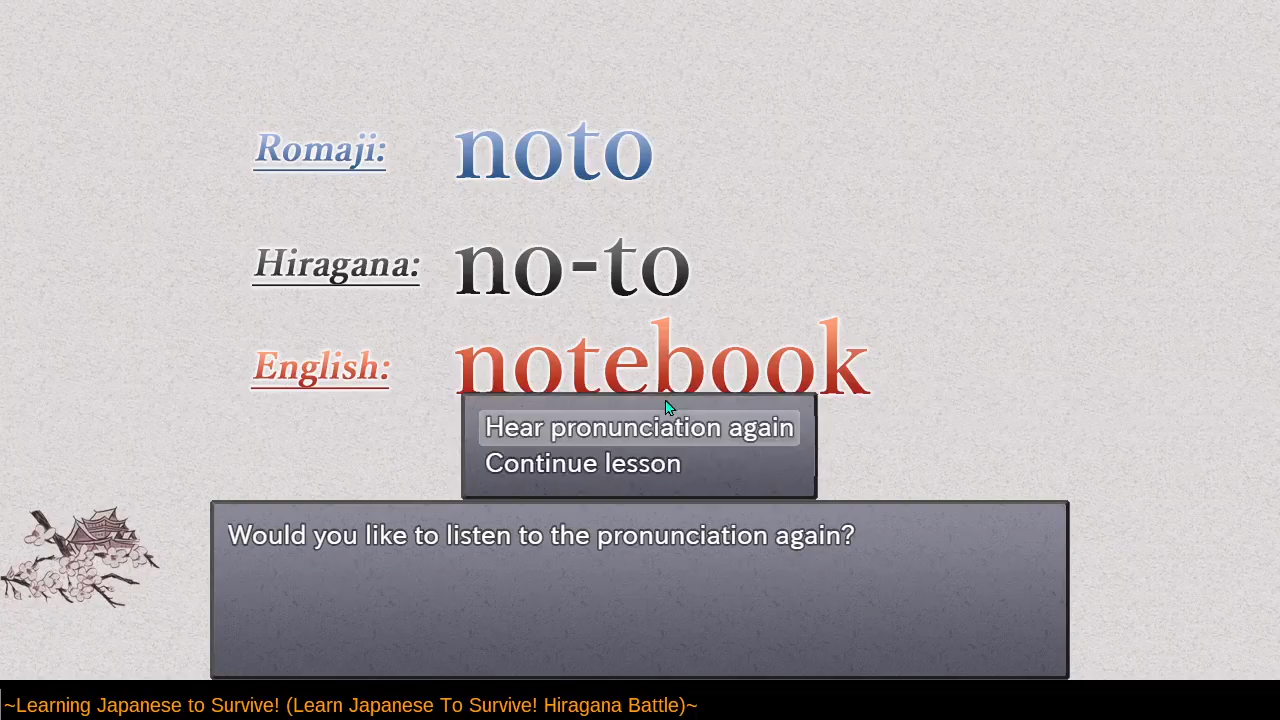 Romaji: noto
Hiragana: no-to
English: notebook
Hear pronunciation again
Continue lesson
Would you like to listen to the pronunciation again?
~Learning Japanese to Survive! (Learn Japanese To Survive! Hiragana Battle)~